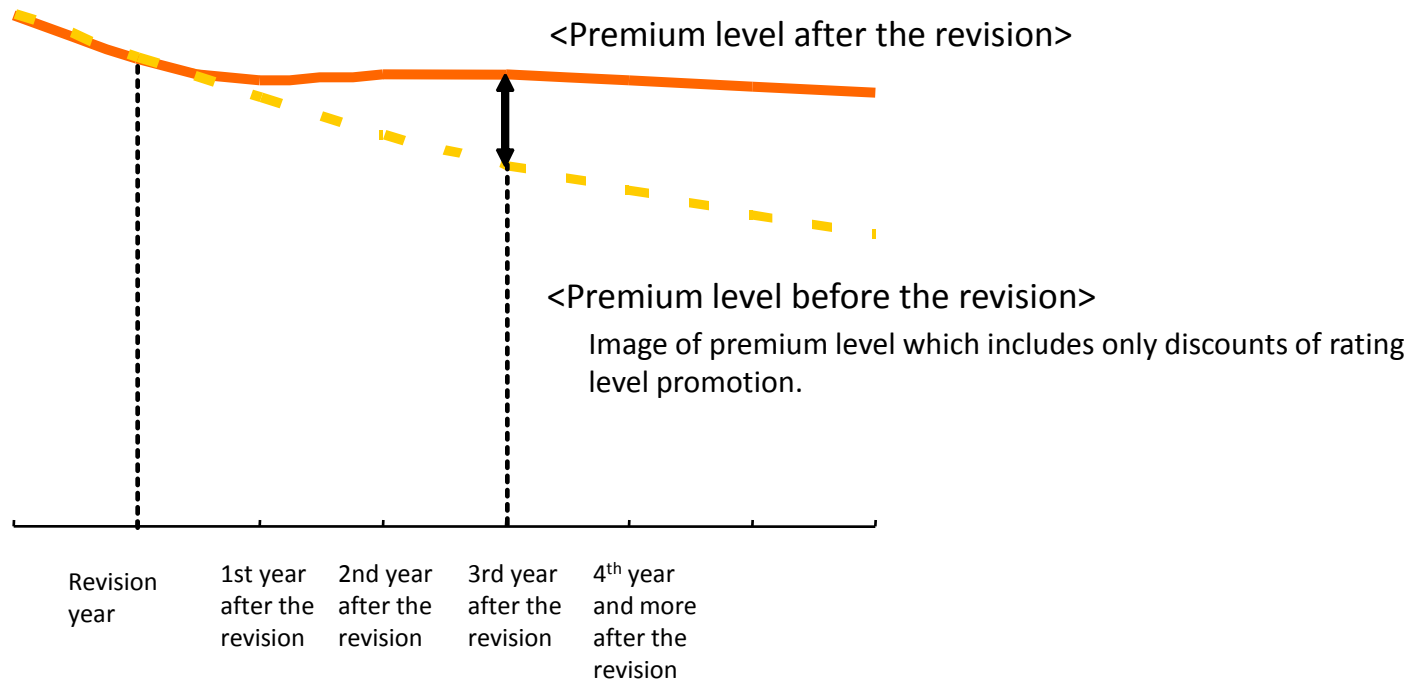 <Premium level after the revision>
<Premium level before the revision>
Image of premium level which includes only discounts of rating
level promotion.
Revision
year
1st year
after the
revision
2nd year
after the
revision
3rd year
after the
revision
4th year
and more
after the
revision